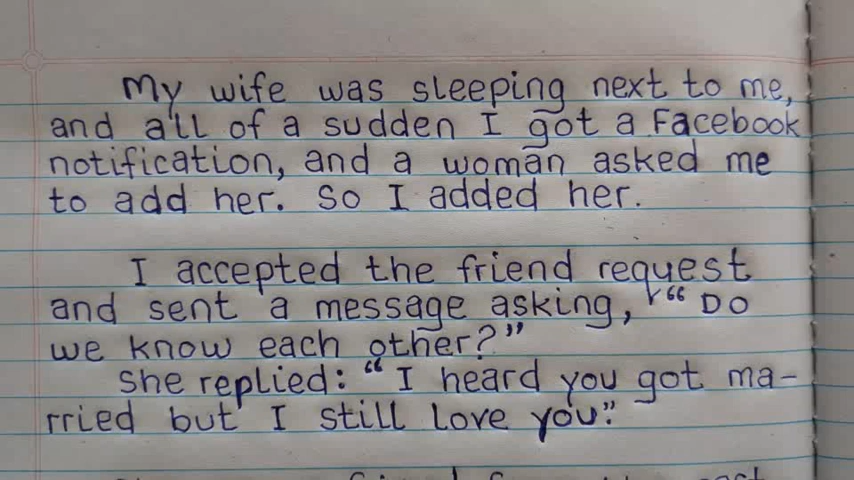 My wife was sleeping next to me,
and all of a sudden I got a Facebook
notification, and a woman asked me
to add her. So I added her.
I accepted the friend request
and sent a message asking, “Do
we know each other?”
She replied: “I heard you got ma-
rried but I still love you.”